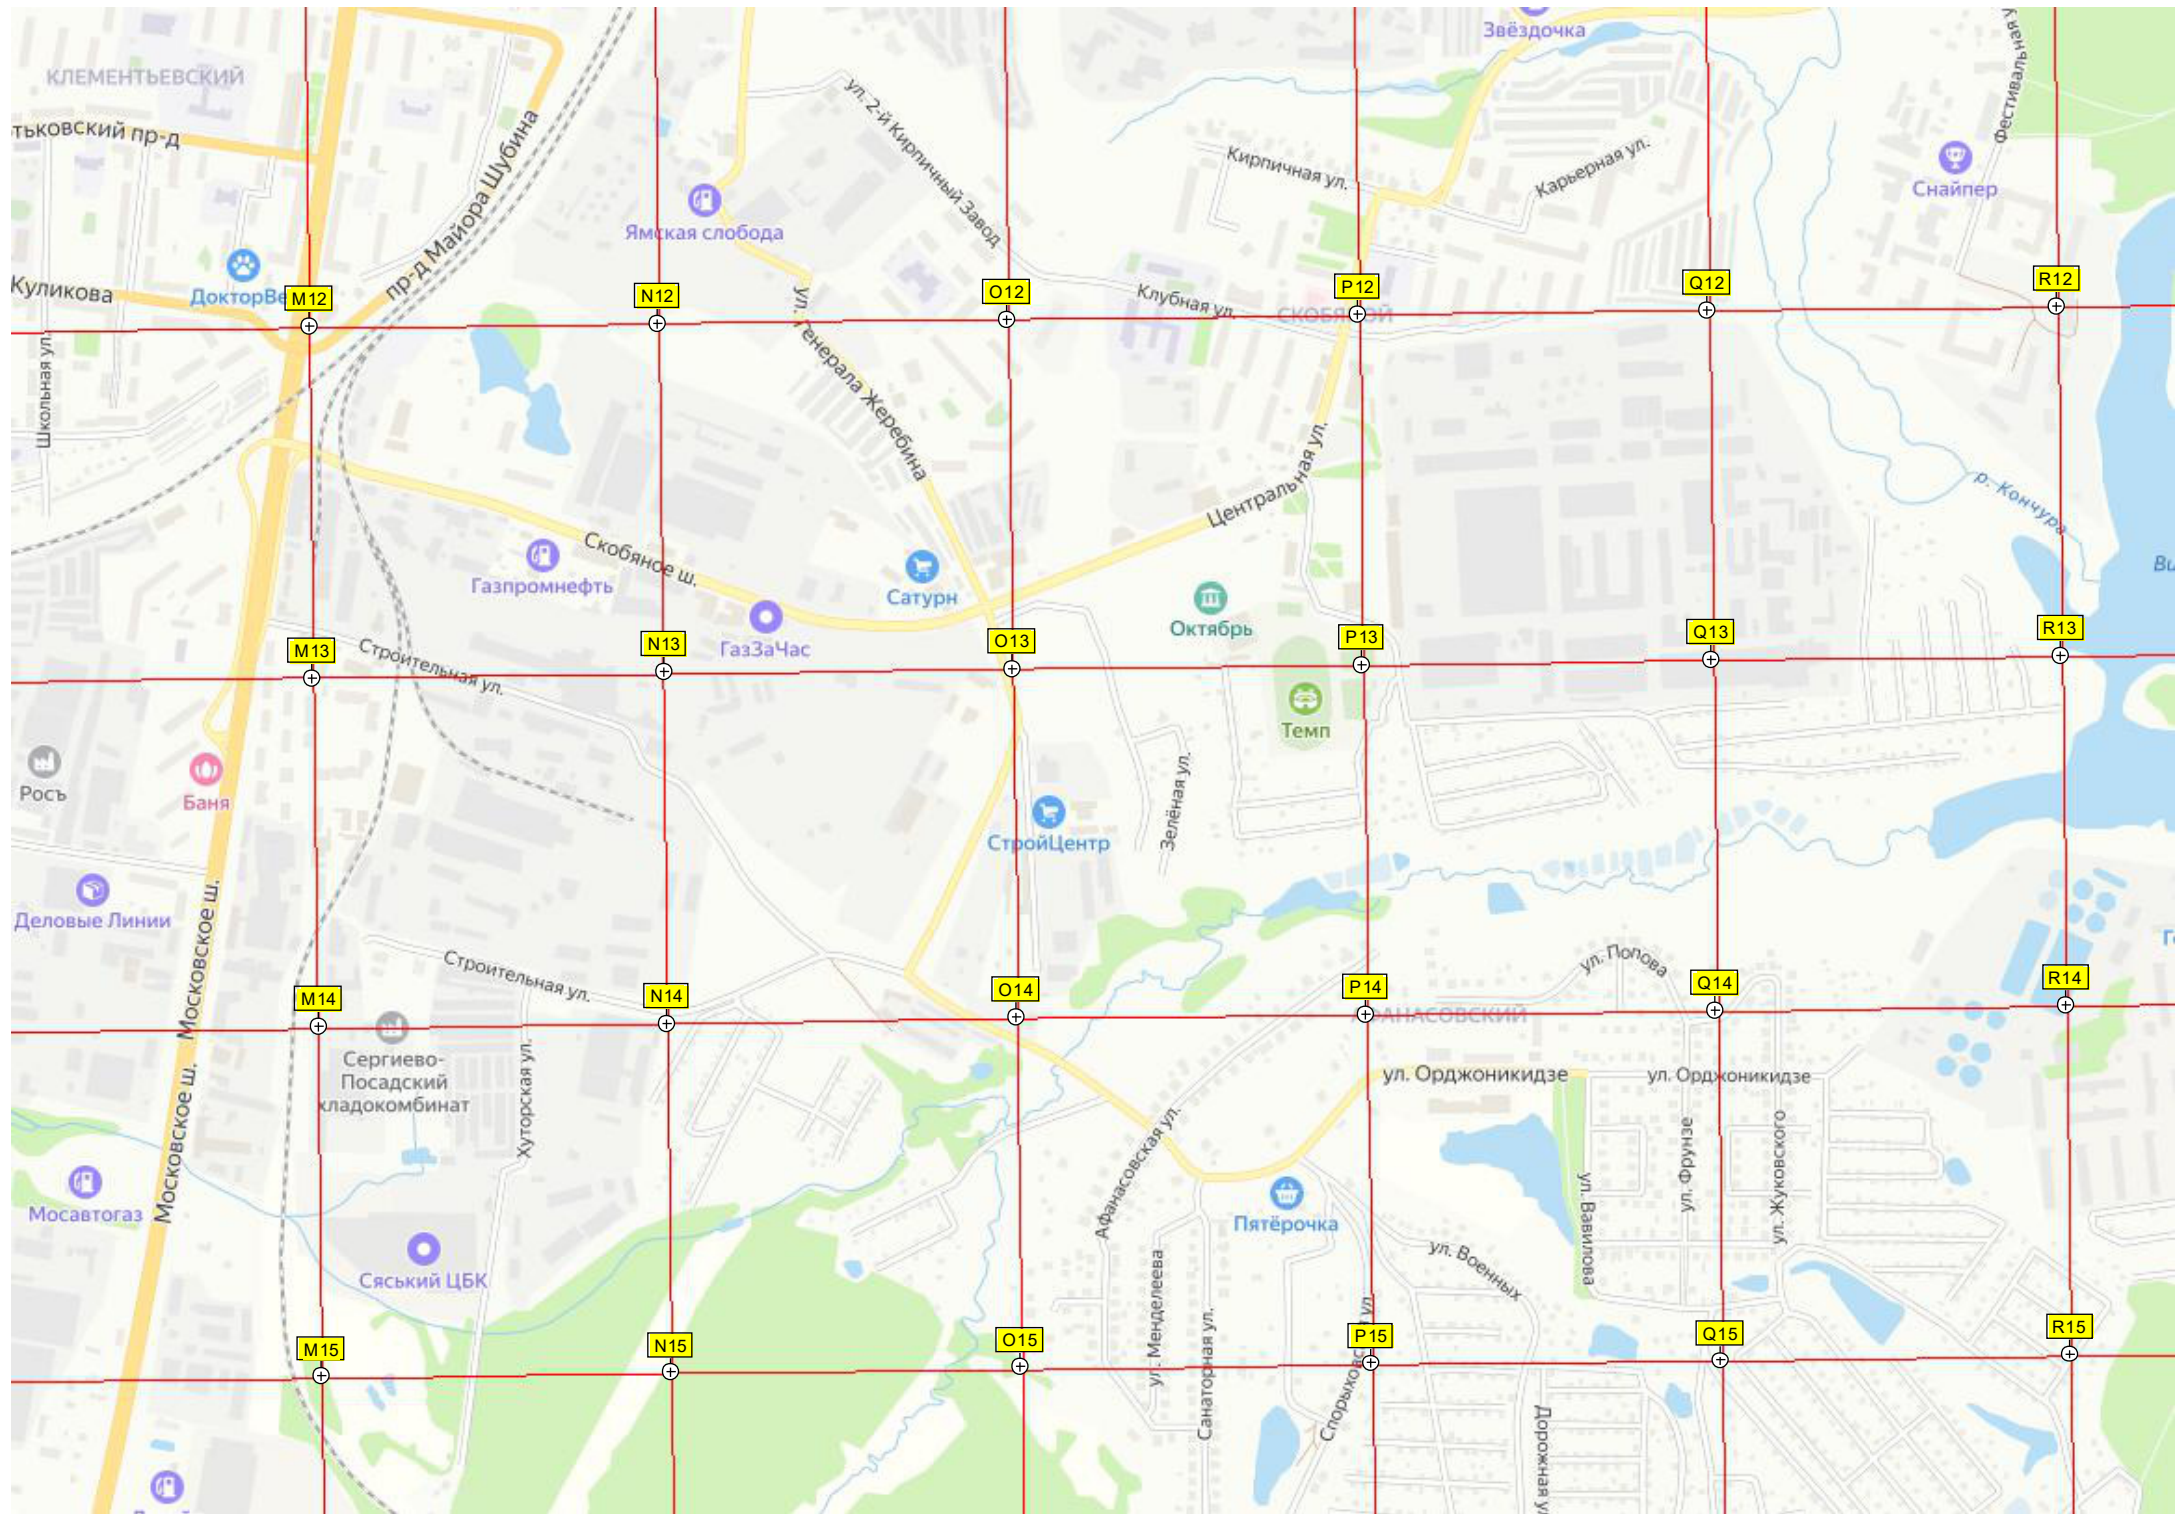 Звёздочка
КЛЕМЕНТЬЕВСКИЙ
тьковский пр-д
пр-д Майора Шубина
ул. 2-й Кирпичный Завод
Кирпичная ул.
Карьерная ул.
Фестивальная у
Снайпер
Ямская слобода
Куликова
ДокторВе
M12
N12
O12
P12
Q12
R12
Клубная ул.
СКОБЯНОЙ
Школьная ул.
ул. Генерала Жеребина
Центральная ул.
р. Кончура
Скобяное ш.
Газпромнефть
Сатурн
Октябрь
ГазЗаЧас
Ви
M13
N13
O13
P13
Q13
R13
Строительная ул.
Темп
Росъ
Баня
Зелёная ул.
СтройЦентр
Деловые Линии
Московское ш.
Строительная ул.
ул. Попова
M14
N14
O14
P14
Q14
R14
АФАНАСОВСКИЙ
Сергиево-
Посадский
хладокомбинат
Хуторская ул.
Московское ш.
ул. Орджоникидзе
ул. Орджоникидзе
Афанасовская ул.
ул. Фрунзе
ул. Жуковского
ул. Вавилова
Мосавтогаз
Пятёрочка
ул. Военных
Сяський ЦБК
ул. Менделеева
Санаторная ул.
M15
N15
O15
P15
Q15
R15
Дорожная у